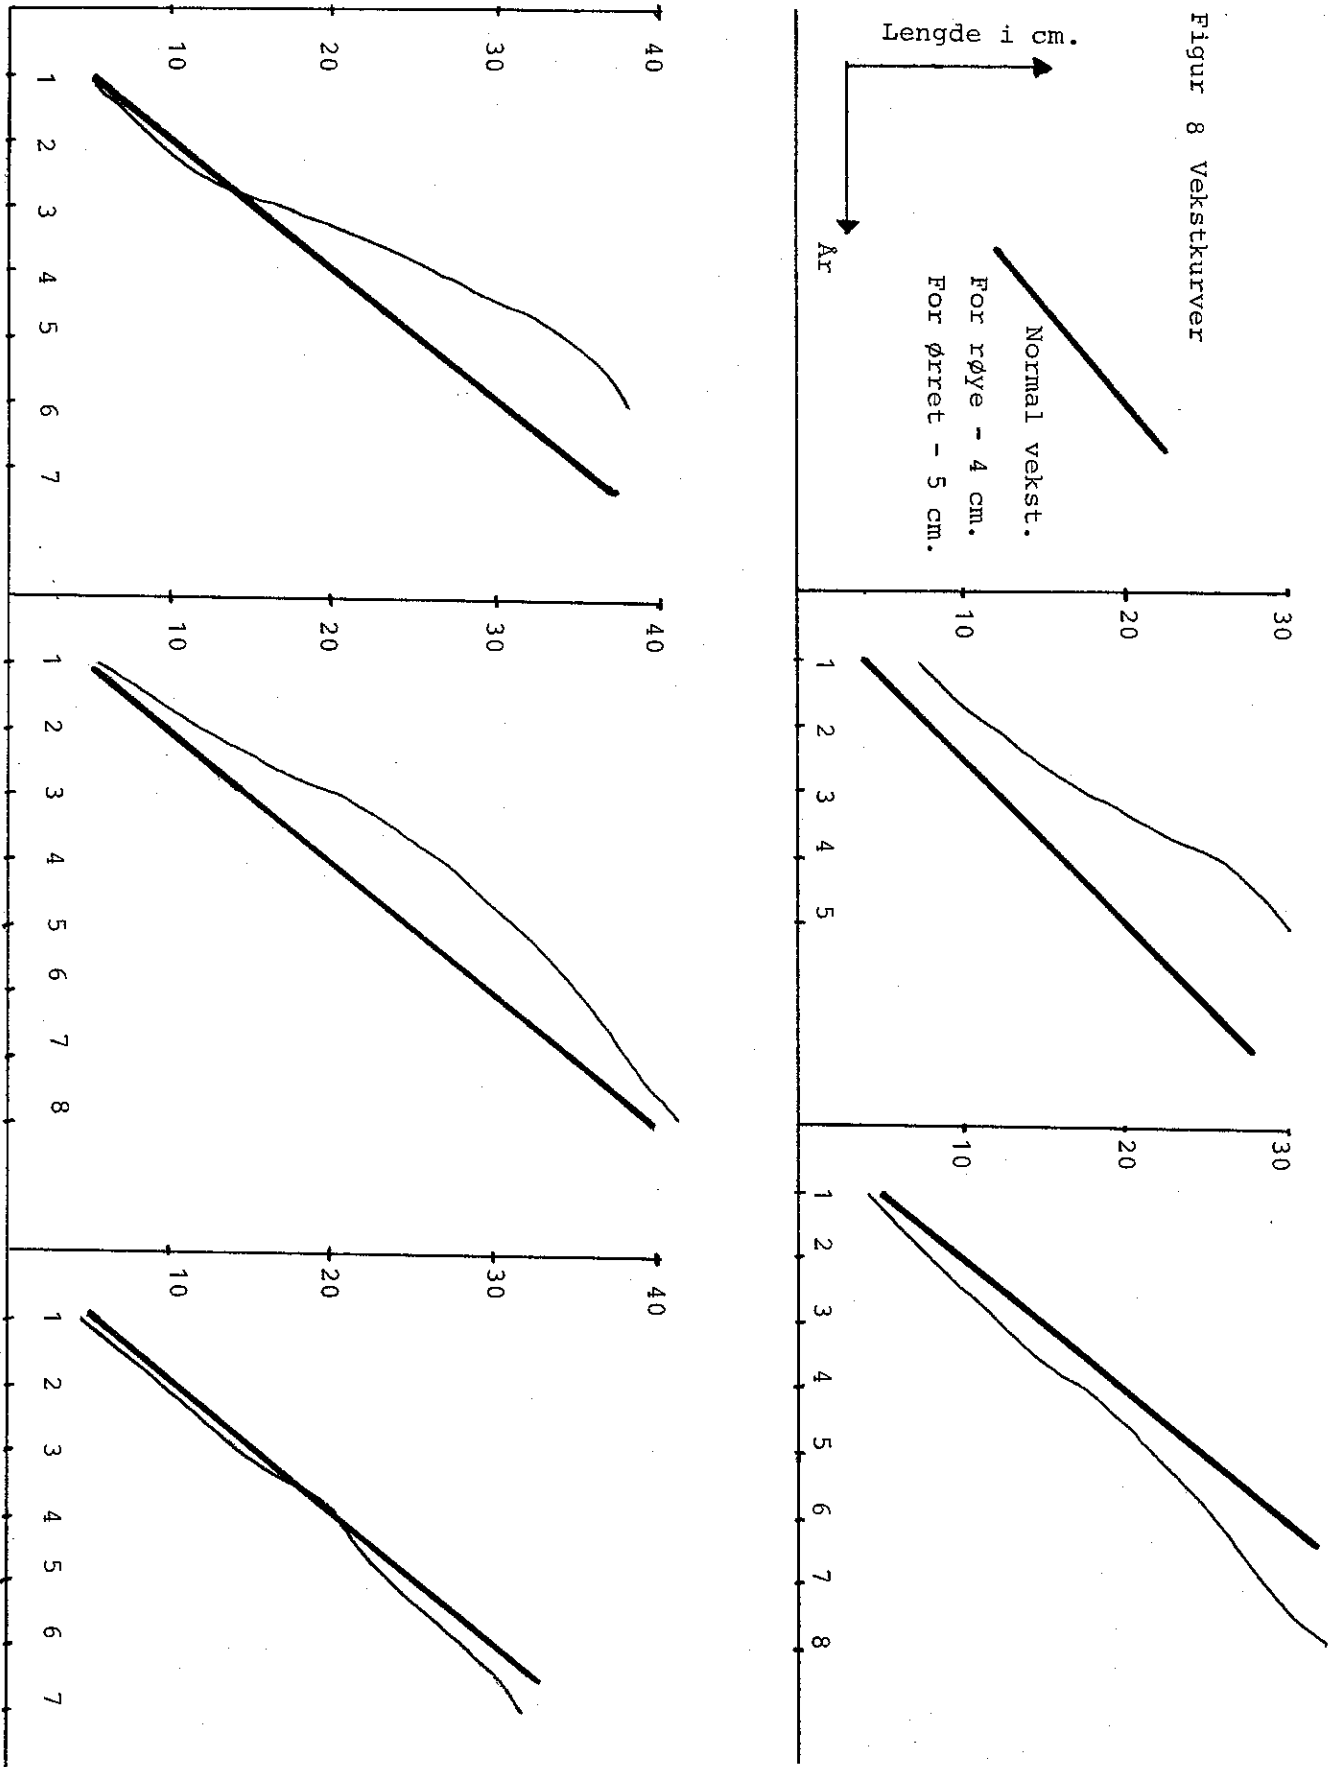 Figur 8 Vekstkurver
Lengde i cm.
År
Normal vekst.
For røye - 4 cm.
For ørret - 5 cm.
30
20
10
1 2 3 4 5
30
20
10
1 2 3 4 5 6 7 8
40
30
20
10
1 2 3 4 5 6 7
40
30
20
10
1 2 3 4 5 6 7 8
40
30
20
10
1 2 3 4 5 6 7